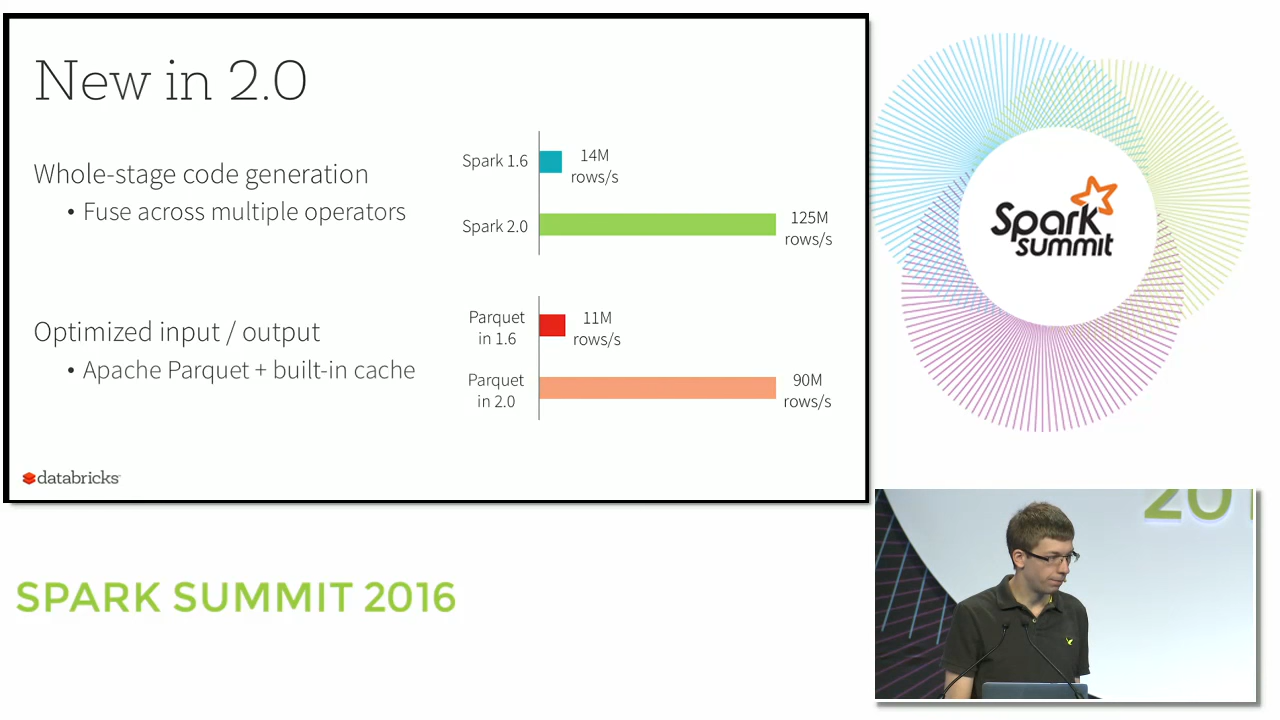 New in 2.0
Whole-stage code generation
• Fuse across multiple operators
Spark 1.6
14M
rows/s
Spark 2.0
125M
rows/s
Optimized input / output
• Apache Parquet + built-in cache
Parquet
in 1.6
11M
rows/s
Parquet
in 2.0
90M
rows/s
databricks
Spark
summit
SPARK SUMMIT 2016
201